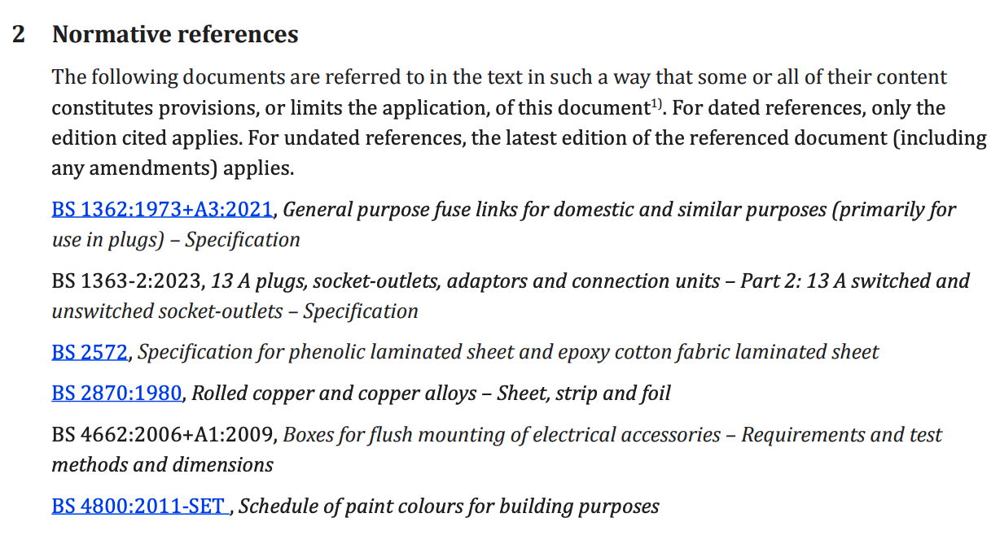 2 Normative references
The following documents are referred to in the text in such a way that some or all of their content
constitutes provisions, or limits the application, of this document¹⁾. For dated references, only the
edition cited applies. For undated references, the latest edition of the referenced document (including
any amendments) applies.
BS 1362:1973+A3:2021, General purpose fuse links for domestic and similar purposes (primarily for
use in plugs) – Specification
BS 1363-2:2023, 13 A plugs, socket-outlets, adaptors and connection units – Part 2: 13 A switched and
unswitched socket-outlets – Specification
BS 2572, Specification for phenolic laminated sheet and epoxy cotton fabric laminated sheet
BS 2870:1980, Rolled copper and copper alloys – Sheet, strip and foil
BS 4662:2006+A1:2009, Boxes for flush mounting of electrical accessories – Requirements and test
methods and dimensions
BS 4800:2011-SET , Schedule of paint colours for building purposes